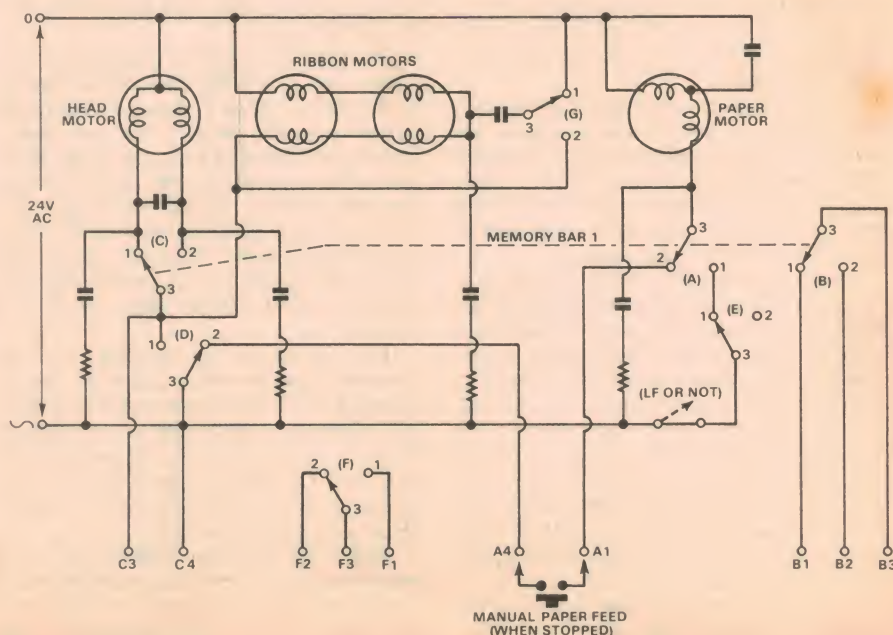 0
RIBBON MOTORS
HEAD
MOTOR
PAPER
MOTOR
1
(G)
3
2
24V
AC
(C)
1
2
3
MEMORY BAR 1
3
3
2
1
(A)
1
2
(B)
3
(D)
1
2
3
1
(E)
2
3
(LF OR NOT)
2
(F)
1
3
C3
C4
F2
F3
F1
A4
A1
B1
B2
B3
MANUAL PAPER FEED
(WHEN STOPPED)